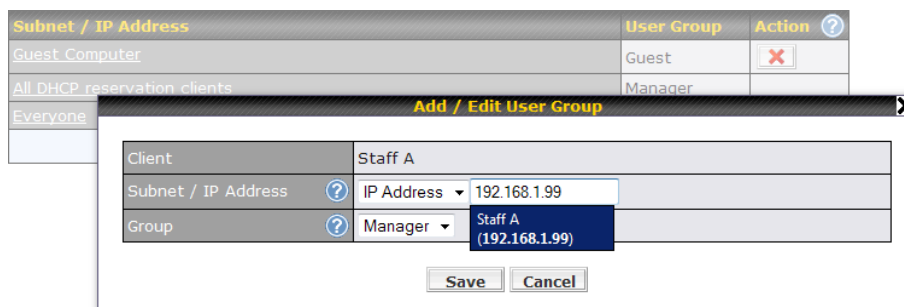 Subnet / IP Address User Group Action ?
Guest Computer Guest
All DHCP reservation clients Manager
Everyone
Add / Edit User Group
Client Staff A
Subnet / IP Address ? IP Address 192.168.1.99
Group ? Manager
Staff A
(192.168.1.99)
Save Cancel